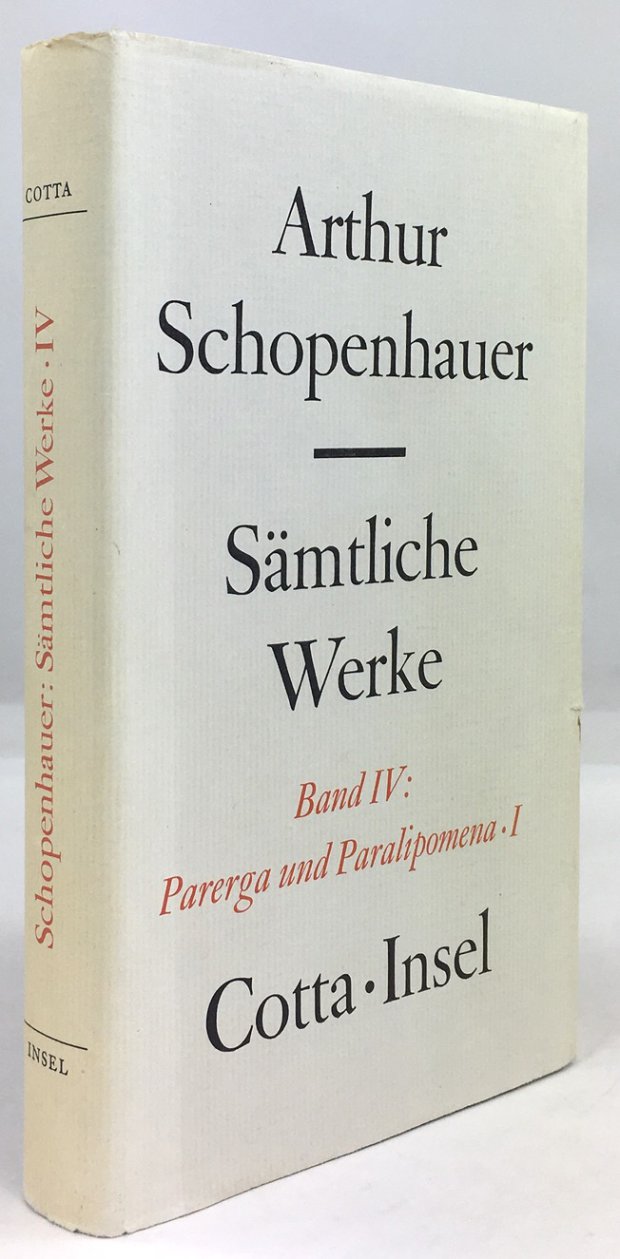 COTTA
Schopenhauer: Sämtliche Werke · IV
INSEL
Arthur
Schopenhauer
Sämtliche
Werke
Band IV:
Parerga und Paralipomena · I
Cotta · Insel